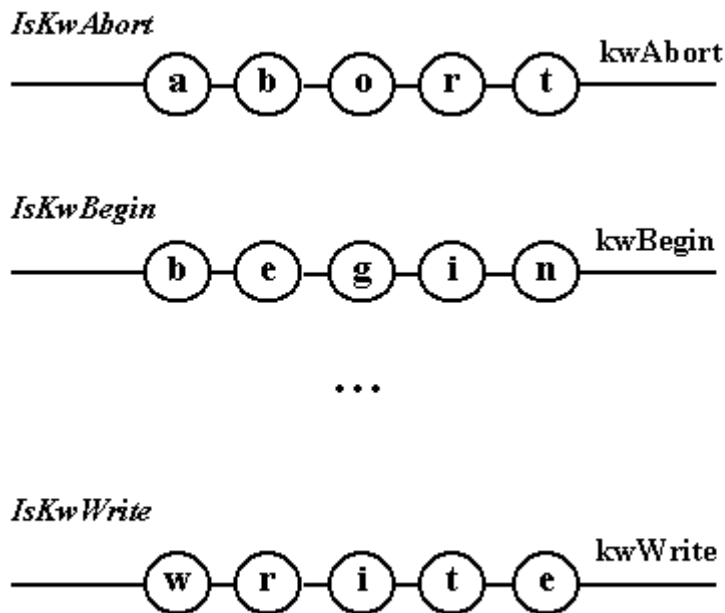 IsKwAbort
kwAbort
a b o r t
IsKwBegin
kwBegin
b e g i n
...
IsKwWrite
kwWrite
w r i t e